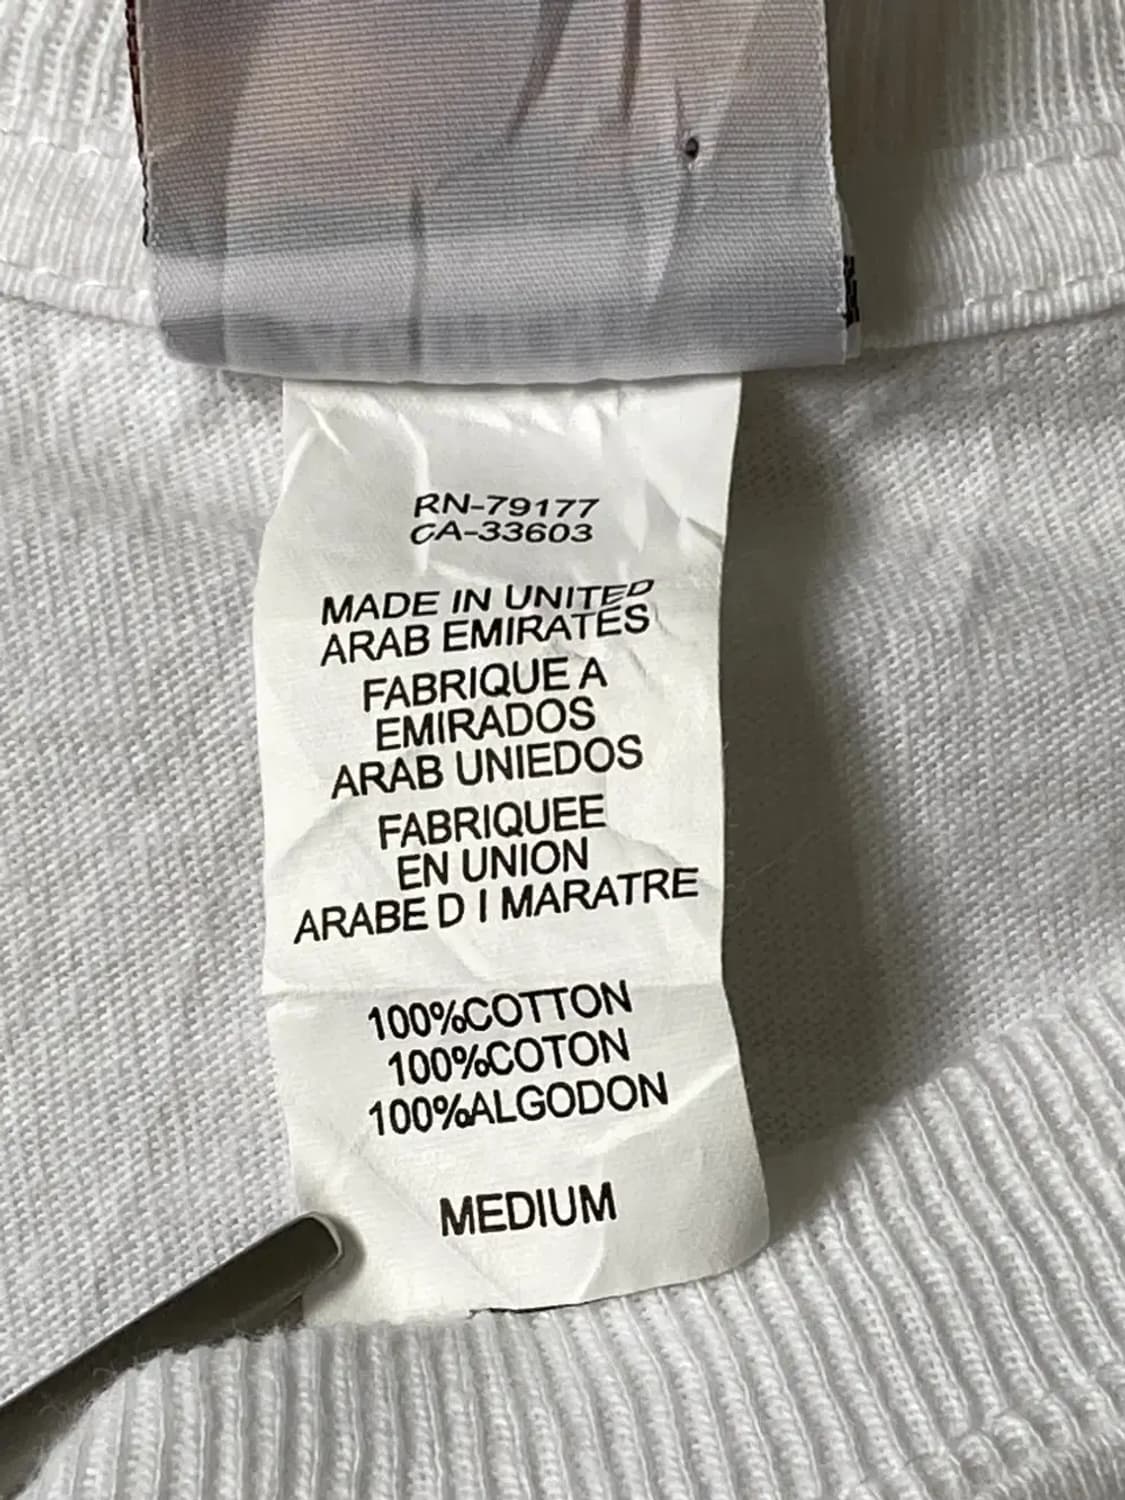 RN-79177
CA-33603
MADE IN UNITED
ARAB EMIRATES
FABRIQUE A
EMIRADOS
ARAB UNIEDOS
FABRIQUEE
EN UNION
ARABE D I MARATRE
100%COTTON
100%COTON
100%ALGODON
MEDIUM